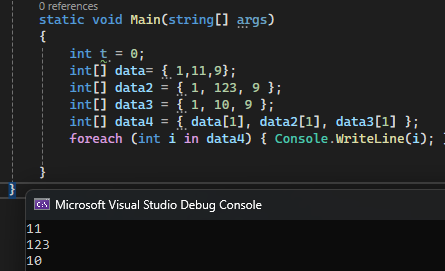 0 references
static void Main(string[] args)
{
int t = 0;
int[] data= { 1,11,9};
int[] data2 = { 1, 123, 9 };
int[] data3 = { 1, 10, 9 };
int[] data4 = { data[1], data2[1], data3[1] };
foreach (int i in data4) { Console.WriteLine(i); }
}
}
Microsoft Visual Studio Debug Console
11
123
10